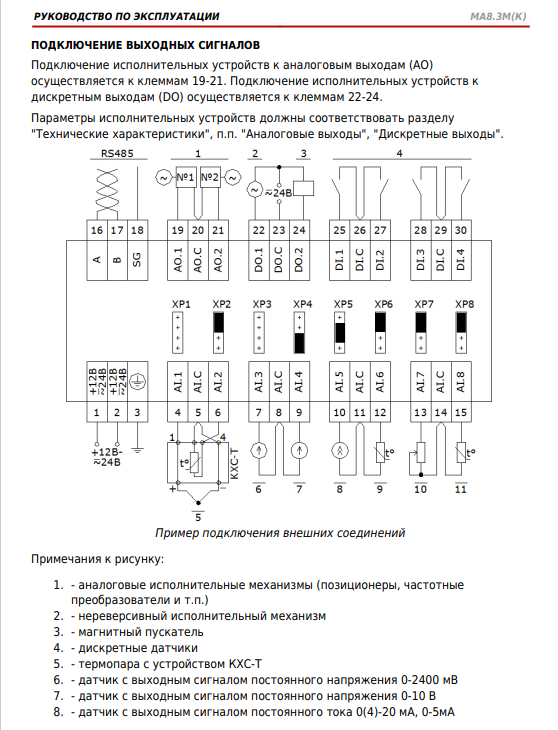 РУКОВОДСТВО ПО ЭКСПЛУАТАЦИИ MA8.3M(K)
ПОДКЛЮЧЕНИЕ ВЫХОДНЫХ СИГНАЛОВ
Подключение исполнительных устройств к аналоговым выходам (АО)
осуществляется к клеммам 19-21. Подключение исполнительных устройств к
дискретным выходам (DO) осуществляется к клеммам 22-24.
Параметры исполнительных устройств должны соответствовать разделу
"Технические характеристики", п.п. "Аналоговые выходы", "Дискретные выходы".
RS485 1 2 3 4
~ №1 №2 ~ ~ ≂24В
16 17 18 19 20 21 22 23 24 25 26 27 28 29 30
A B SG AO.1 AO.C AO.2 DO.1 DO.C DO.2 DI.1 DI.C DI.2 DI.3 DI.C DI.4
XP1 XP2 XP3 XP4 XP5 XP6 XP7 XP8
+12В ≂24В +12В ≂24В AI.1 AI.C AI.2 AI.3 AI.C AI.4 AI.5 AI.C AI.6 AI.7 AI.C AI.8
1 2 3 4 5 6 7 8 9 10 11 12 13 14 15
+12В-
≂24В
1 4
t° КХС-Т t° t°
+ −
5 6 7 8 9 10 11
Пример подключения внешних соединений
Примечания к рисунку:
1. - аналоговые исполнительные механизмы (позиционеры, частотные
преобразователи и т.п.)
2. - нереверсивный исполнительный механизм
3. - магнитный пускатель
4. - дискретные датчики
5. - термопара с устройством КХС-Т
6. - датчик с выходным сигналом постоянного напряжения 0-2400 мВ
7. - датчик с выходным сигналом постоянного напряжения 0-10 В
8. - датчик с выходным сигналом постоянного тока 0(4)-20 мА, 0-5мА